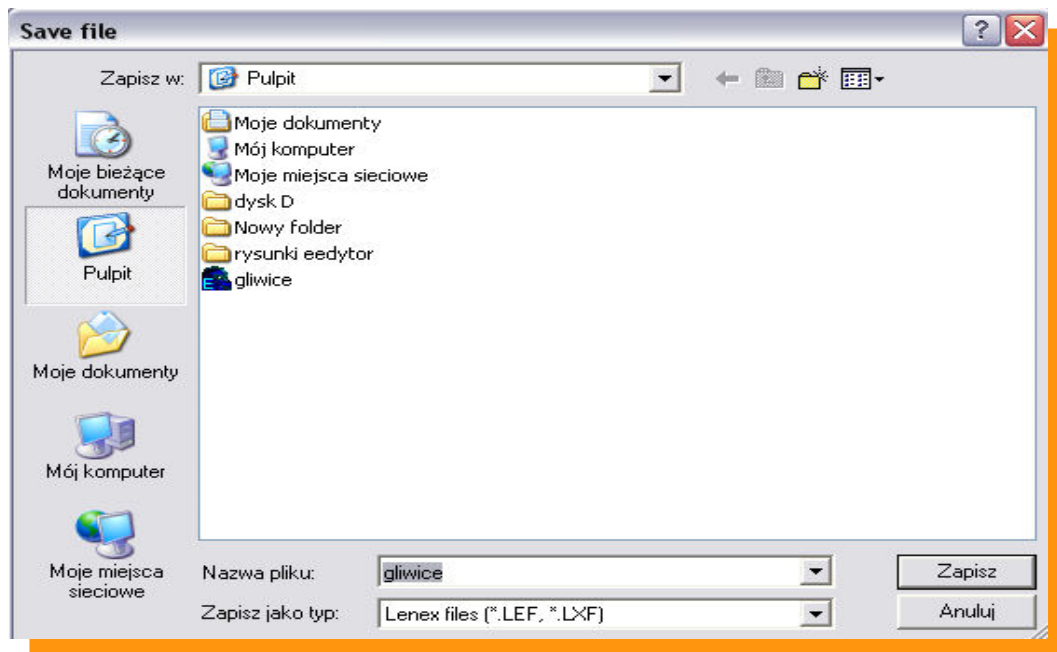 Save file
Zapisz w:
Pulpit
Moje bieżące
dokumenty
Pulpit
Moje dokumenty
Mój komputer
Moje miejsca
sieciowe
Moje dokumenty
Mój komputer
Moje miejsca sieciowe
dysk D
Nowy folder
rysunki eedytor
gliwice
Nazwa pliku:
gliwice
Zapisz
Zapisz jako typ:
Lenex files (*.LEF, *.LXF)
Anuluj